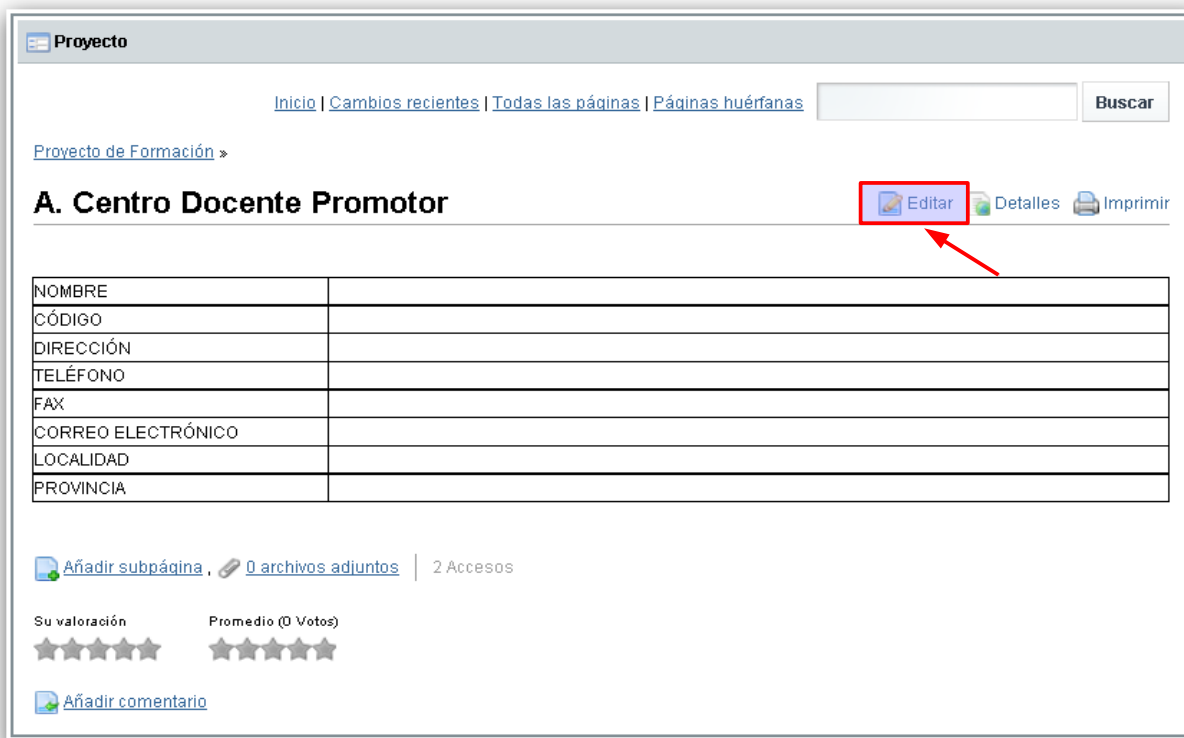 Proyecto
Inicio | Cambios recientes | Todas las páginas | Páginas huérfanas Buscar
Proyecto de Formación »
A. Centro Docente Promotor Editar Detalles Imprimir
NOMBRE
CÓDIGO
DIRECCIÓN
TELÉFONO
FAX
CORREO ELECTRÓNICO
LOCALIDAD
PROVINCIA
Añadir subpágina , 0 archivos adjuntos | 2 Accesos
Su valoración Promedio (0 Votos)
Añadir comentario